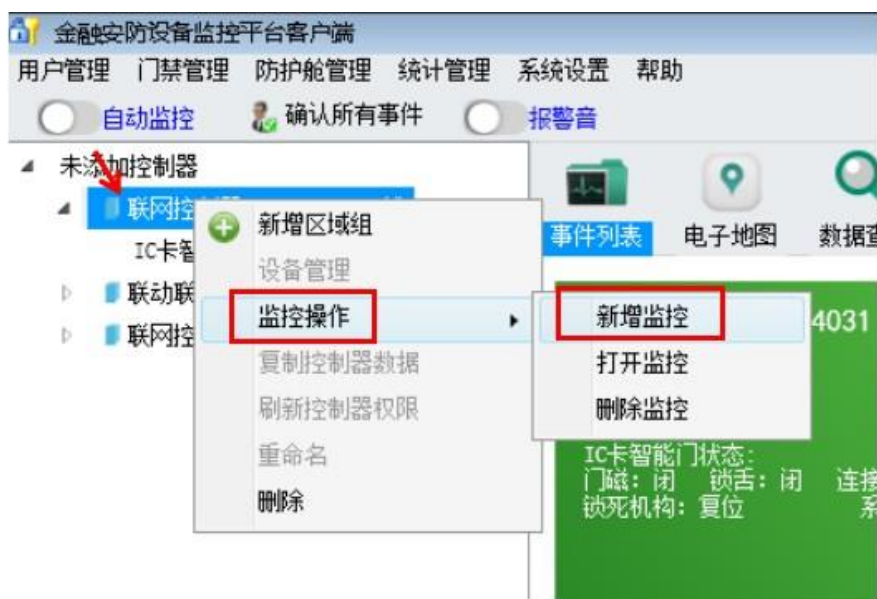 金融安防设备监控平台客户端
用户管理 门禁管理 防护舱管理 统计管理 系统设置 帮助
自动监控 确认所有事件 报警音
未添加控制器
联网控
IC卡智
联动联
联网控
新增区域组
设备管理
监控操作
复制控制器数据
刷新控制器权限
重命名
删除
新增监控
打开监控
删除监控
事件列表 电子地图 数据查
4031
IC卡智能门状态:
门磁: 闭 锁舌: 闭 连接
锁死机构: 复位 系